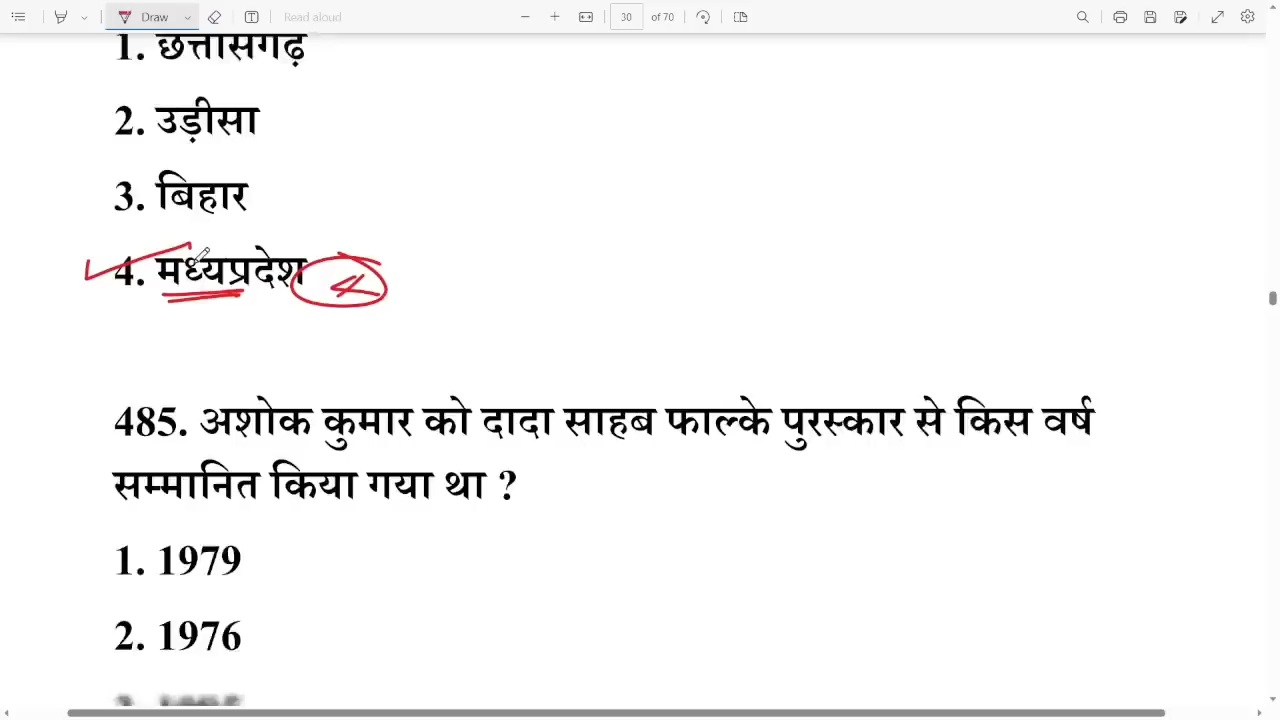 Draw
Read aloud
30 of 70
1. छत्तीसगढ़
2. उड़ीसा
3. बिहार
4. मध्यप्रदेश 4
485. अशोक कुमार को दादा साहब फाल्के पुरस्कार से किस वर्ष
सम्मानित किया गया था ?
1. 1979
2. 1976